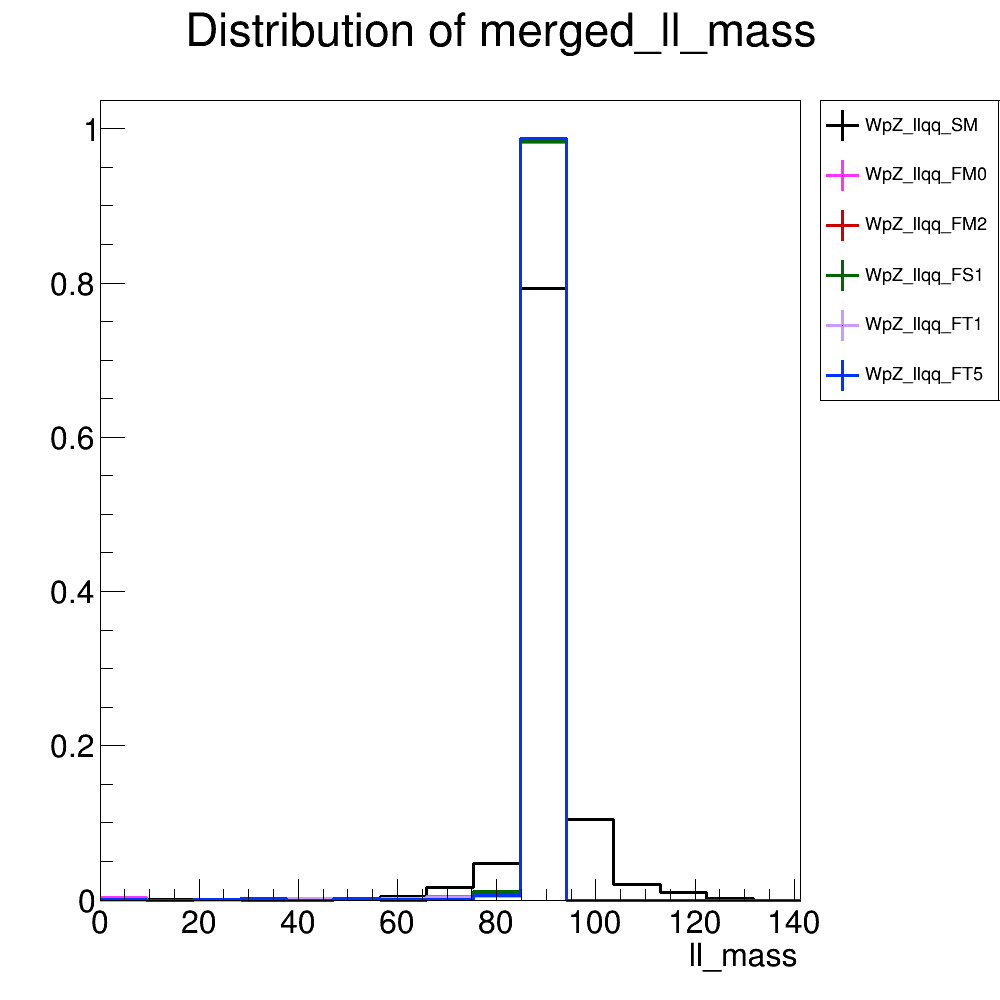 Distribution of merged_ll_mass
1
0.8
0.6
0.4
0.2
0
0 20 40 60 80 100 120 140
ll_mass
WpZ_llqq_SM
WpZ_llqq_FM0
WpZ_llqq_FM2
WpZ_llqq_FS1
WpZ_llqq_FT1
WpZ_llqq_FT5